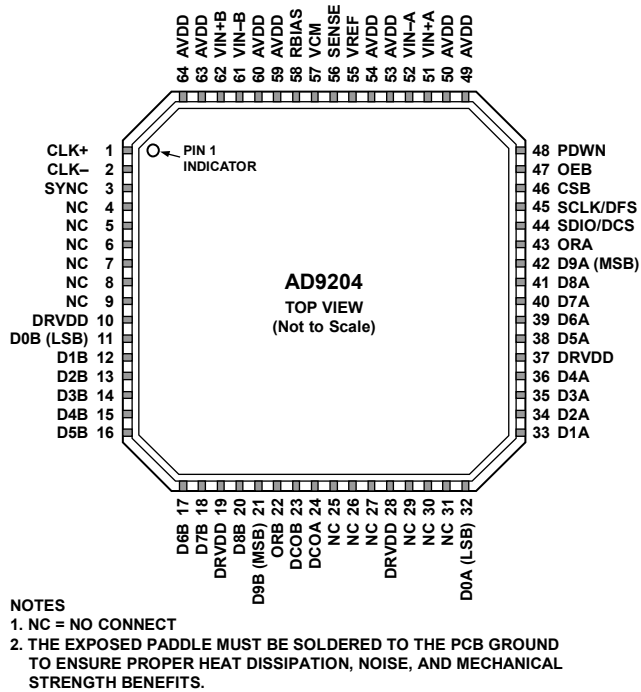 64 AVDD
63 AVDD
62 VIN+B
61 VIN–B
60 AVDD
59 AVDD
58 RBIAS
57 VCM
56 SENSE
55 VREF
54 AVDD
53 AVDD
52 VIN–A
51 VIN+A
50 AVDD
49 AVDD
CLK+ 1
CLK– 2
SYNC 3
NC 4
NC 5
NC 6
NC 7
NC 8
NC 9
DRVDD 10
D0B (LSB) 11
D1B 12
D2B 13
D3B 14
D4B 15
D5B 16
PIN 1
INDICATOR
AD9204
TOP VIEW
(Not to Scale)
48 PDWN
47 OEB
46 CSB
45 SCLK/DFS
44 SDIO/DCS
43 ORA
42 D9A (MSB)
41 D8A
40 D7A
39 D6A
38 D5A
37 DRVDD
36 D4A
35 D3A
34 D2A
33 D1A
D6B 17
D7B 18
DRVDD 19
D8B 20
D9B (MSB) 21
ORB 22
DCOB 23
DCOA 24
NC 25
NC 26
NC 27
DRVDD 28
NC 29
NC 30
NC 31
D0A (LSB) 32
NOTES
1. NC = NO CONNECT
2. THE EXPOSED PADDLE MUST BE SOLDERED TO THE PCB GROUND
TO ENSURE PROPER HEAT DISSIPATION, NOISE, AND MECHANICAL
STRENGTH BENEFITS.